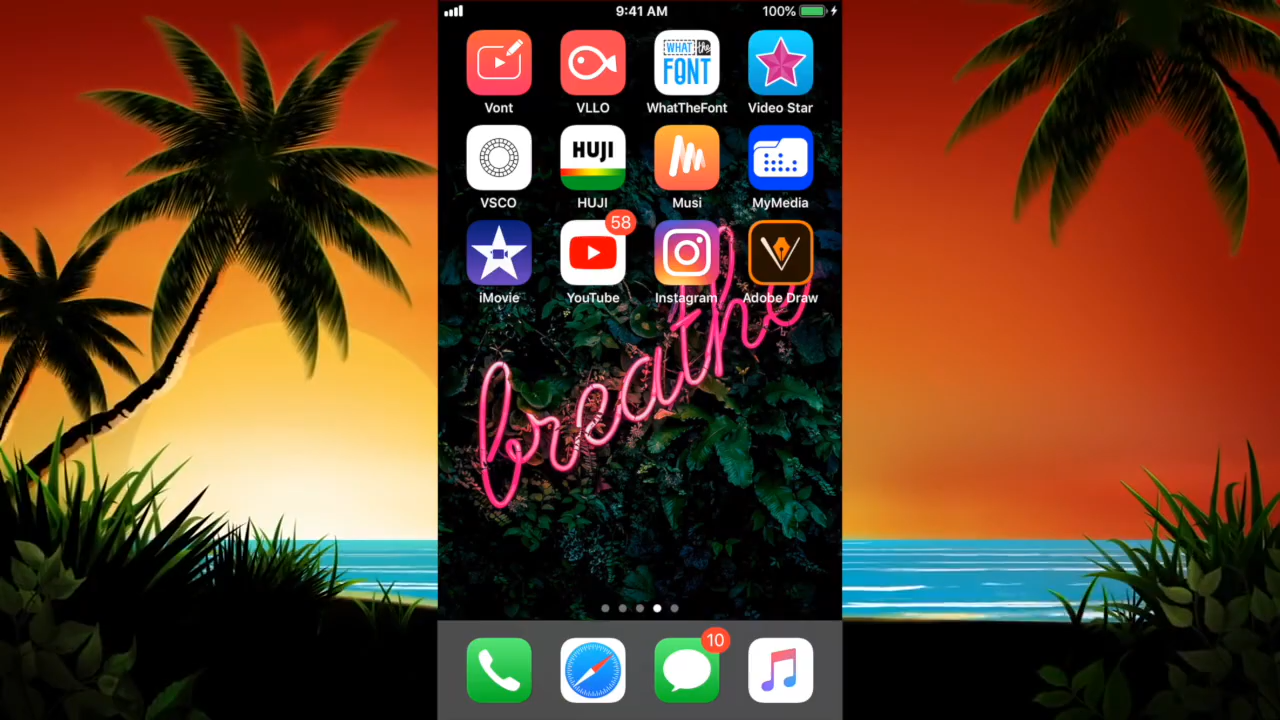 9:41 AM 100%
WHAT the
FONT
Vont VLLO WhatTheFont Video Star
HUJI
VSCO HUJI Musi MyMedia
58
iMovie YouTube Instagram Adobe Draw
breathe
10